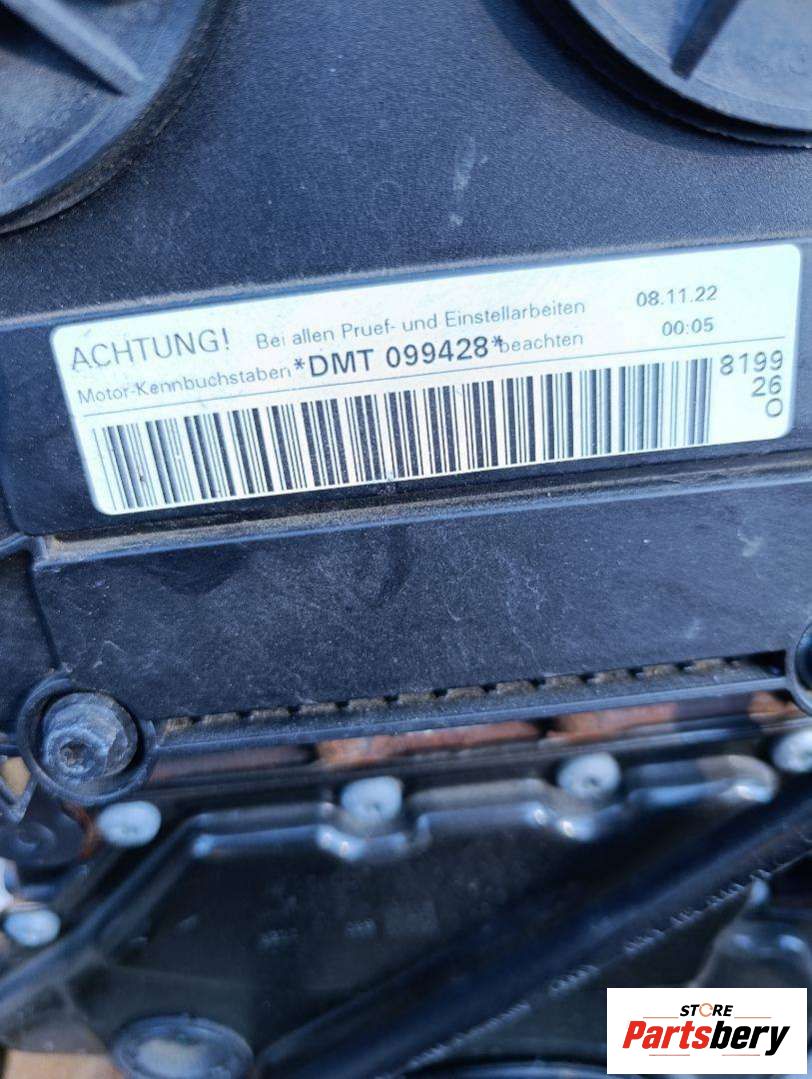 ACHTUNG! Bei allen Pruef- und Einstellarbeiten 08.11.22
Motor-Kennbuchstaben *DMT 099428* beachten 00:05
8199
26
O
STORE
Partsbery